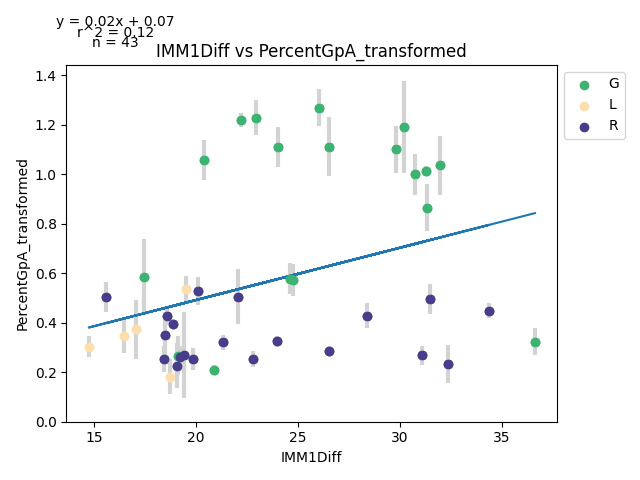 y = 0.02x + 0.07
r^2 = 0.12
n = 43
IMM1Diff vs PercentGpA_transformed
G
L
R
PercentGpA_transformed
1.4
1.2
1.0
0.8
0.6
0.4
0.2
0.0
15 20 25 30 35
IMM1Diff